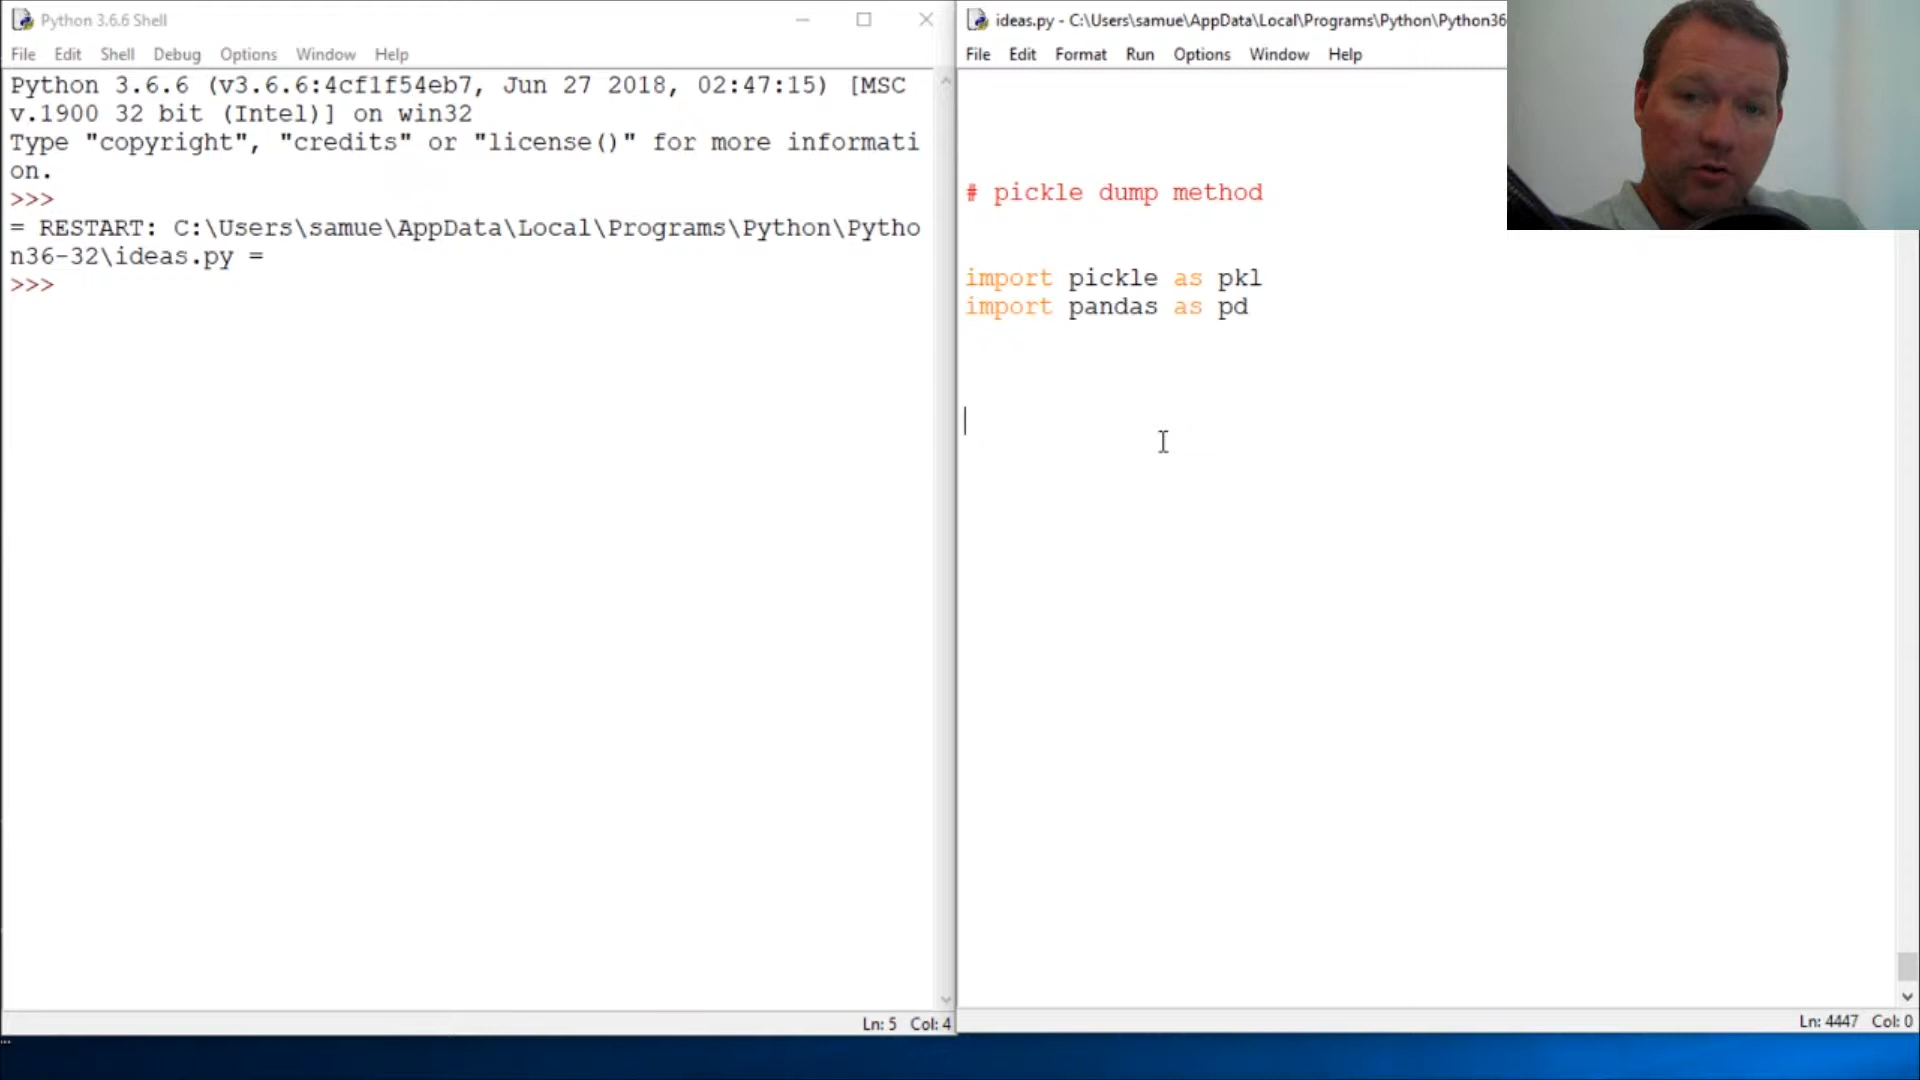 Python 3.6.6 Shell
File Edit Shell Debug Options Window Help
Python 3.6.6 (v3.6.6:4cf1f54eb7, Jun 27 2018, 02:47:15) [MSC
v.1900 32 bit (Intel)] on win32
Type "copyright", "credits" or "license()" for more informati
on.
>>>
= RESTART: C:\Users\samue\AppData\Local\Programs\Python\Pytho
n36-32\ideas.py =
>>>
Ln: 5 Col: 4
ideas.py - C:\Users\samue\AppData\Local\Programs\Python\Python36
File Edit Format Run Options Window Help
# pickle dump method
import pickle as pkl
import pandas as pd
Ln: 4447 Col: 0